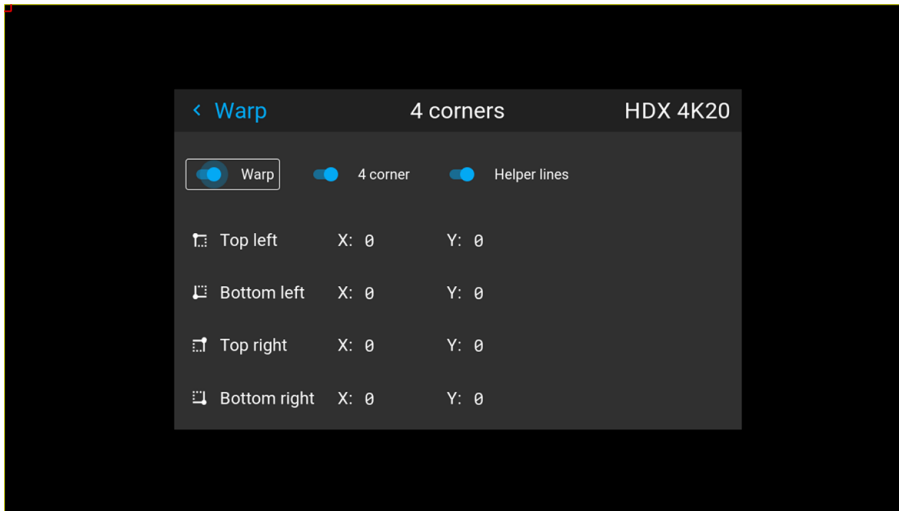 Warp 4 corners HDX 4K20
Warp 4 corner Helper lines
Top left X: 0 Y: 0
Bottom left X: 0 Y: 0
Top right X: 0 Y: 0
Bottom right X: 0 Y: 0